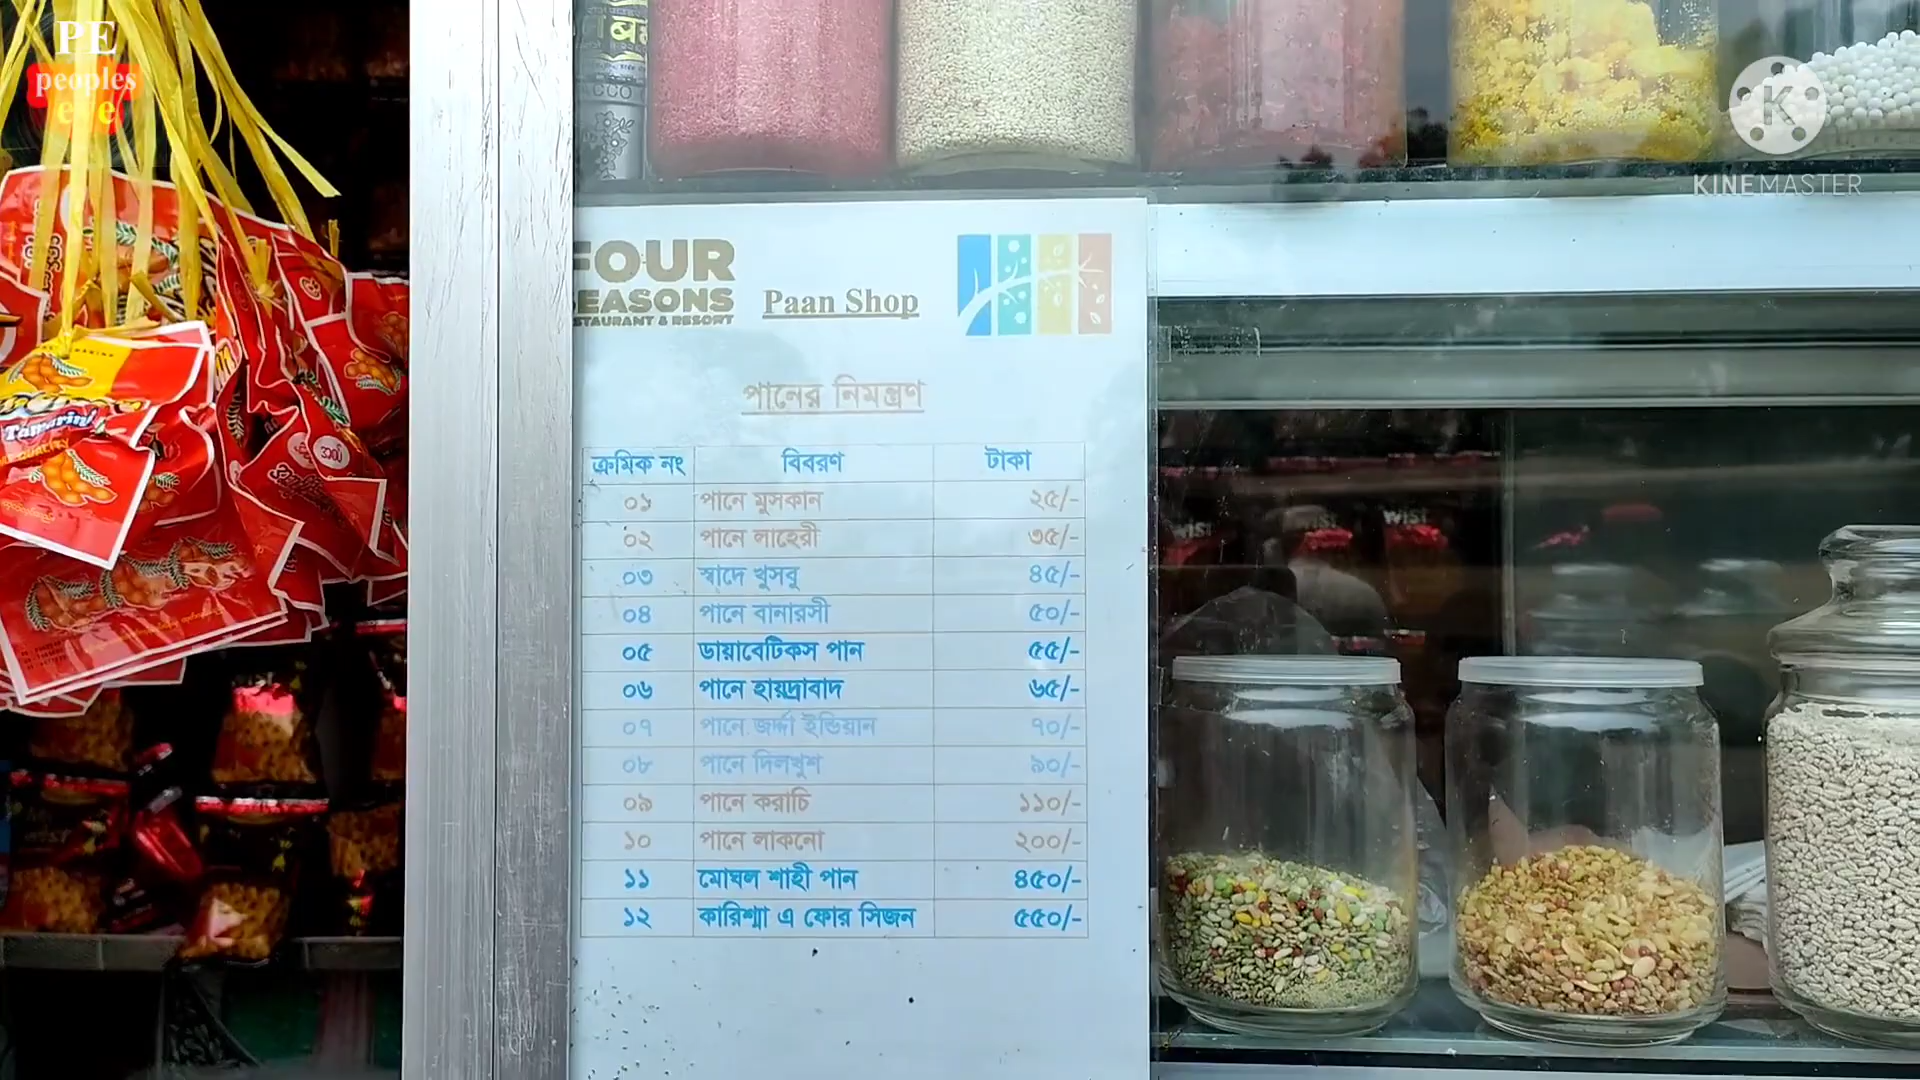 PE
peoples
eye
KINEMASTER
FOUR
SEASONS
RESTAURANT & RESORT
Paan Shop
পানের নিমন্ত্রণ
ক্রমিক নং বিবরণ টাকা
০১ পানে মুসকান ২৫/-
০২ পানে লাহেরী ৩৫/-
০৩ স্বাদে খুসবু ৪৫/-
০৪ পানে বানারসী ৫০/-
০৫ ডায়াবেটিকস পান ৫৫/-
০৬ পানে হায়দ্রাবাদ ৬৫/-
০৭ পানে জর্দ্দা ইন্ডিয়ান ৭০/-
০৮ পানে দিলখুশ ৯০/-
০৯ পানে করাচি ১১০/-
১০ পানে লাকনো ২০০/-
১১ মোঘল শাহী পান ৪৫০/-
১২ কারিশ্মা এ ফোর সিজন ৫৫০/-